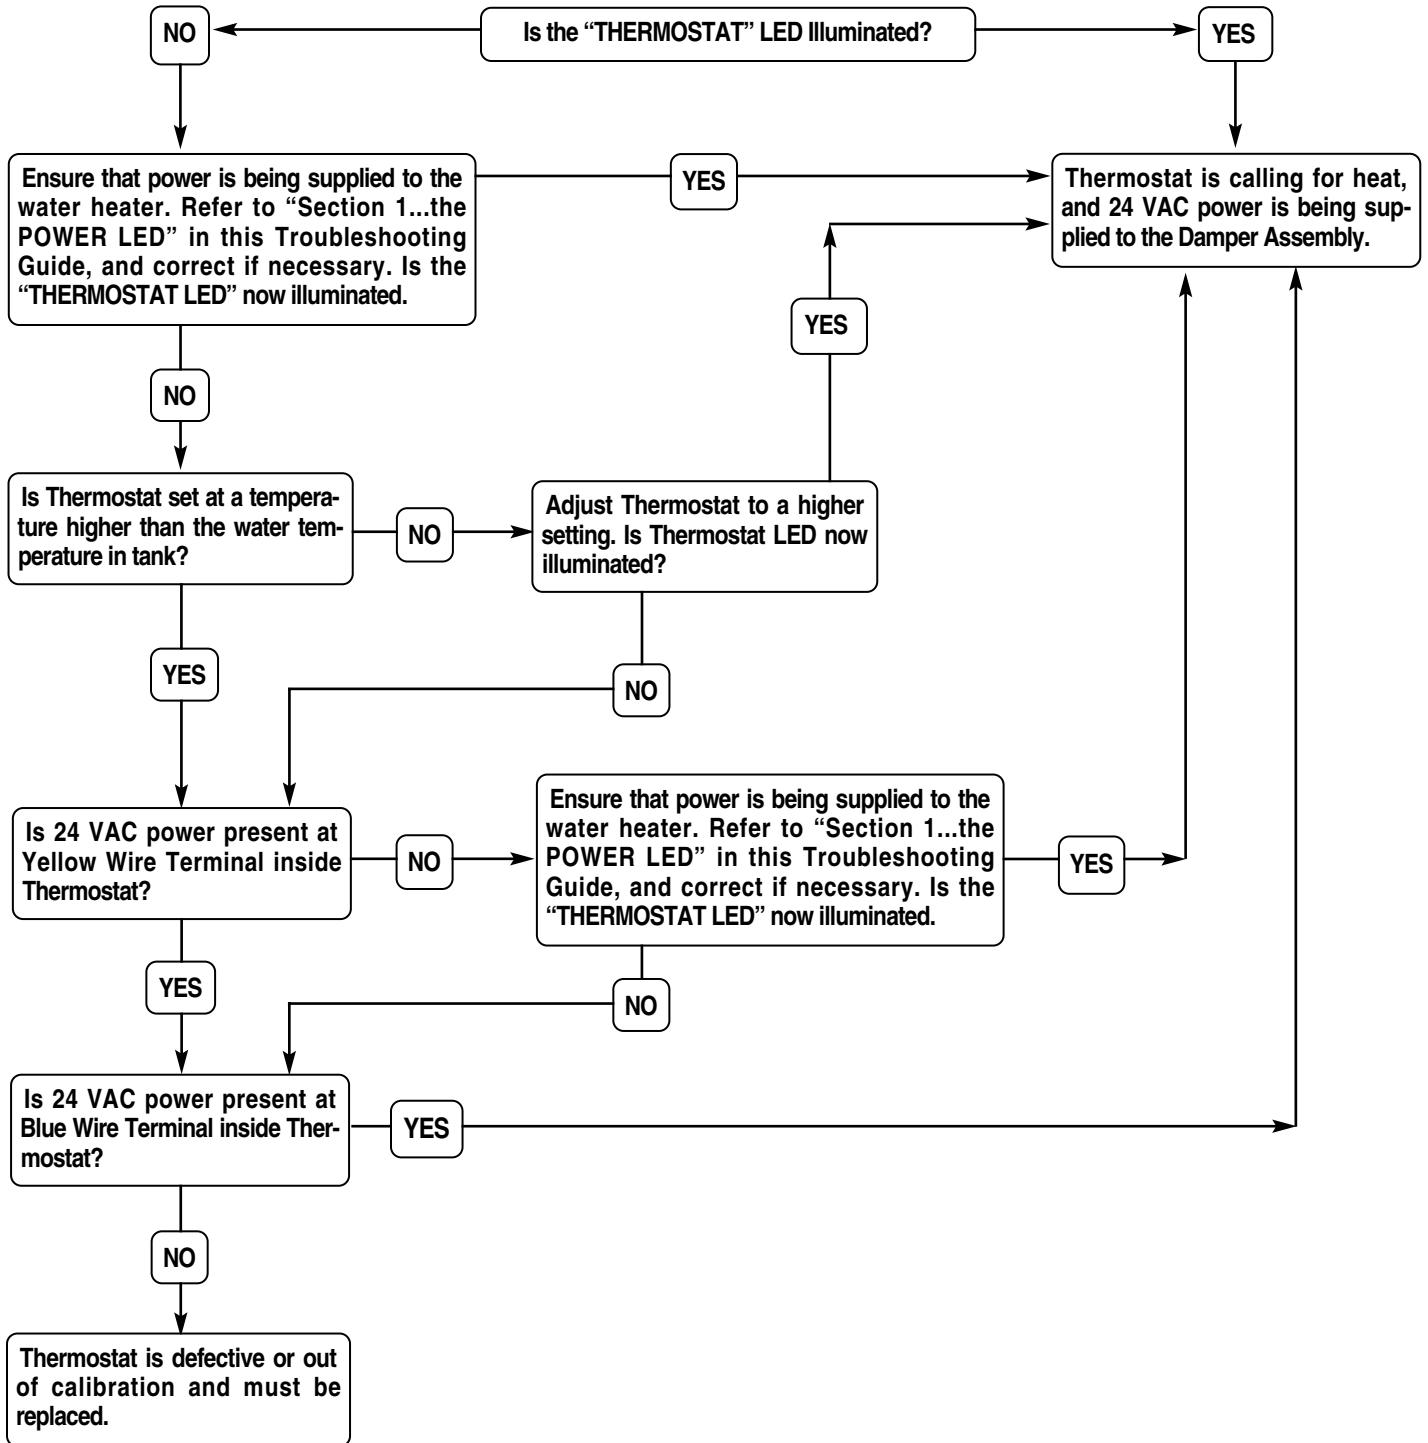 NO
Is the “THERMOSTAT” LED Illuminated?
YES
Ensure that power is being supplied to the
water heater. Refer to “Section 1...the
POWER LED” in this Troubleshooting
Guide, and correct if necessary. Is the
“THERMOSTAT LED” now illuminated.
YES
Thermostat is calling for heat,
and 24 VAC power is being sup-
plied to the Damper Assembly.
YES
NO
Is Thermostat set at a tempera-
ture higher than the water tem-
perature in tank?
NO
Adjust Thermostat to a higher
setting. Is Thermostat LED now
illuminated?
YES
NO
Is 24 VAC power present at
Yellow Wire Terminal inside
Thermostat?
NO
Ensure that power is being supplied to the
water heater. Refer to “Section 1...the
POWER LED” in this Troubleshooting
Guide, and correct if necessary. Is the
“THERMOSTAT LED” now illuminated.
YES
YES
NO
Is 24 VAC power present at
Blue Wire Terminal inside Ther-
mostat?
YES
NO
Thermostat is defective or out
of calibration and must be
replaced.